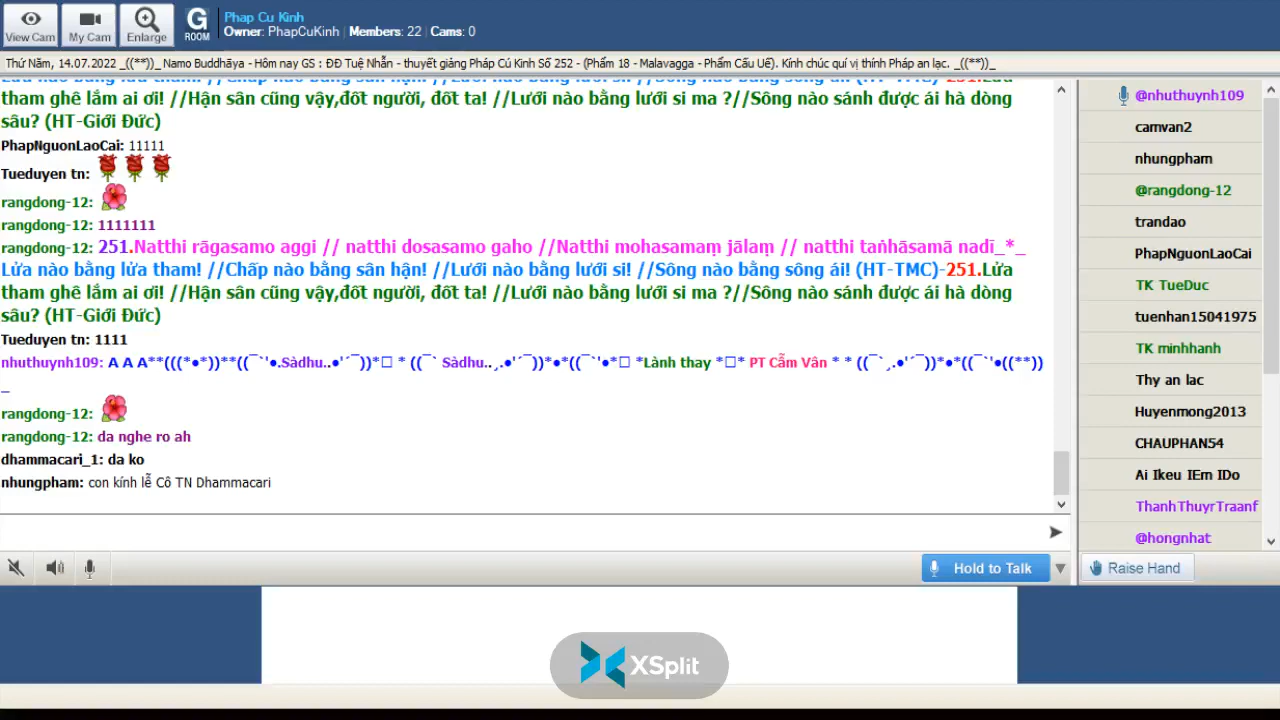 View Cam
My Cam
Enlarge
G
ROOM
Phap Cu Kinh
Owner: PhapCuKinh | Members: 22 | Cams: 0
Thứ Năm, 14.07.2022 _((**))_ Namo Buddhāya - Hôm nay GS : ĐĐ Tuệ Nhẫn - thuyết giảng Pháp Cú Kinh Số 252 - (Phẩm 18 - Malavagga - Phẩm Cấu Uế). Kính chúc quí vị thính Pháp an lạc. _((**))_
tham ghê lắm ai ơi! //Hận sân cũng vậy,đốt người, đốt ta! //Lưới nào bằng lưới si ma ?//Sông nào sánh được ái hà dòng
sâu? (HT-Giới Đức)
PhapNguonLaoCai: 11111
Tueduyen tn:
rangdong-12:
rangdong-12: 1111111
rangdong-12: 251.Natthi rāgasamo aggi // natthi dosasamo gaho //Natthi mohasamaṃ jālaṃ // natthi taṅhāsamā nadī_*_
Lửa nào bằng lửa tham! //Chấp nào bằng sân hận! //Lưới nào bằng lưới si! //Sông nào bằng sông ái! (HT-TMC)-251.Lửa
tham ghê lắm ai ơi! //Hận sân cũng vậy,đốt người, đốt ta! //Lưới nào bằng lưới si ma ?//Sông nào sánh được ái hà dòng
sâu? (HT-Giới Đức)
Tueduyen tn: 1111
nhuthuynh109: A A A**(((*•*))**((¯`'•.Sàdhu..•'´¯))*□ * ((¯` Sàdhu..¸.•'´¯))*•*((¯`'•*□ *Lành thay *□* PT Cẩm Vân * * ((¯`¸.•'´¯))*•*((¯`'•((**))
_
rangdong-12:
rangdong-12: da nghe ro ah
dhammacari_1: da ko
nhungpham: con kính lễ Cô TN Dhammacari
@nhuthuynh109
camvan2
nhungpham
@rangdong-12
trandao
PhapNguonLaoCai
TK TueDuc
tuenhan15041975
TK minhhanh
Thy an lac
Huyenmong2013
CHAUPHAN54
Ai Ikeu IEm IDo
ThanhThuyrTraanf
@hongnhat
Hold to Talk
Raise Hand
XSplit